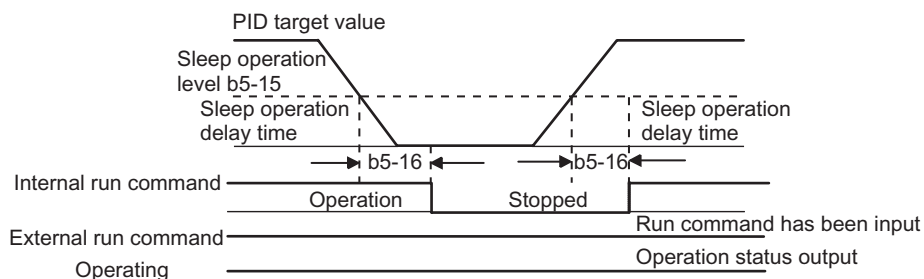 PID target value
Sleep operation
level b5-15
Sleep operation
delay time
Sleep operation
delay time
b5-16
b5-16
Internal run command
Operation
Stopped
Run command has been input
External run command
Operation status output
Operating